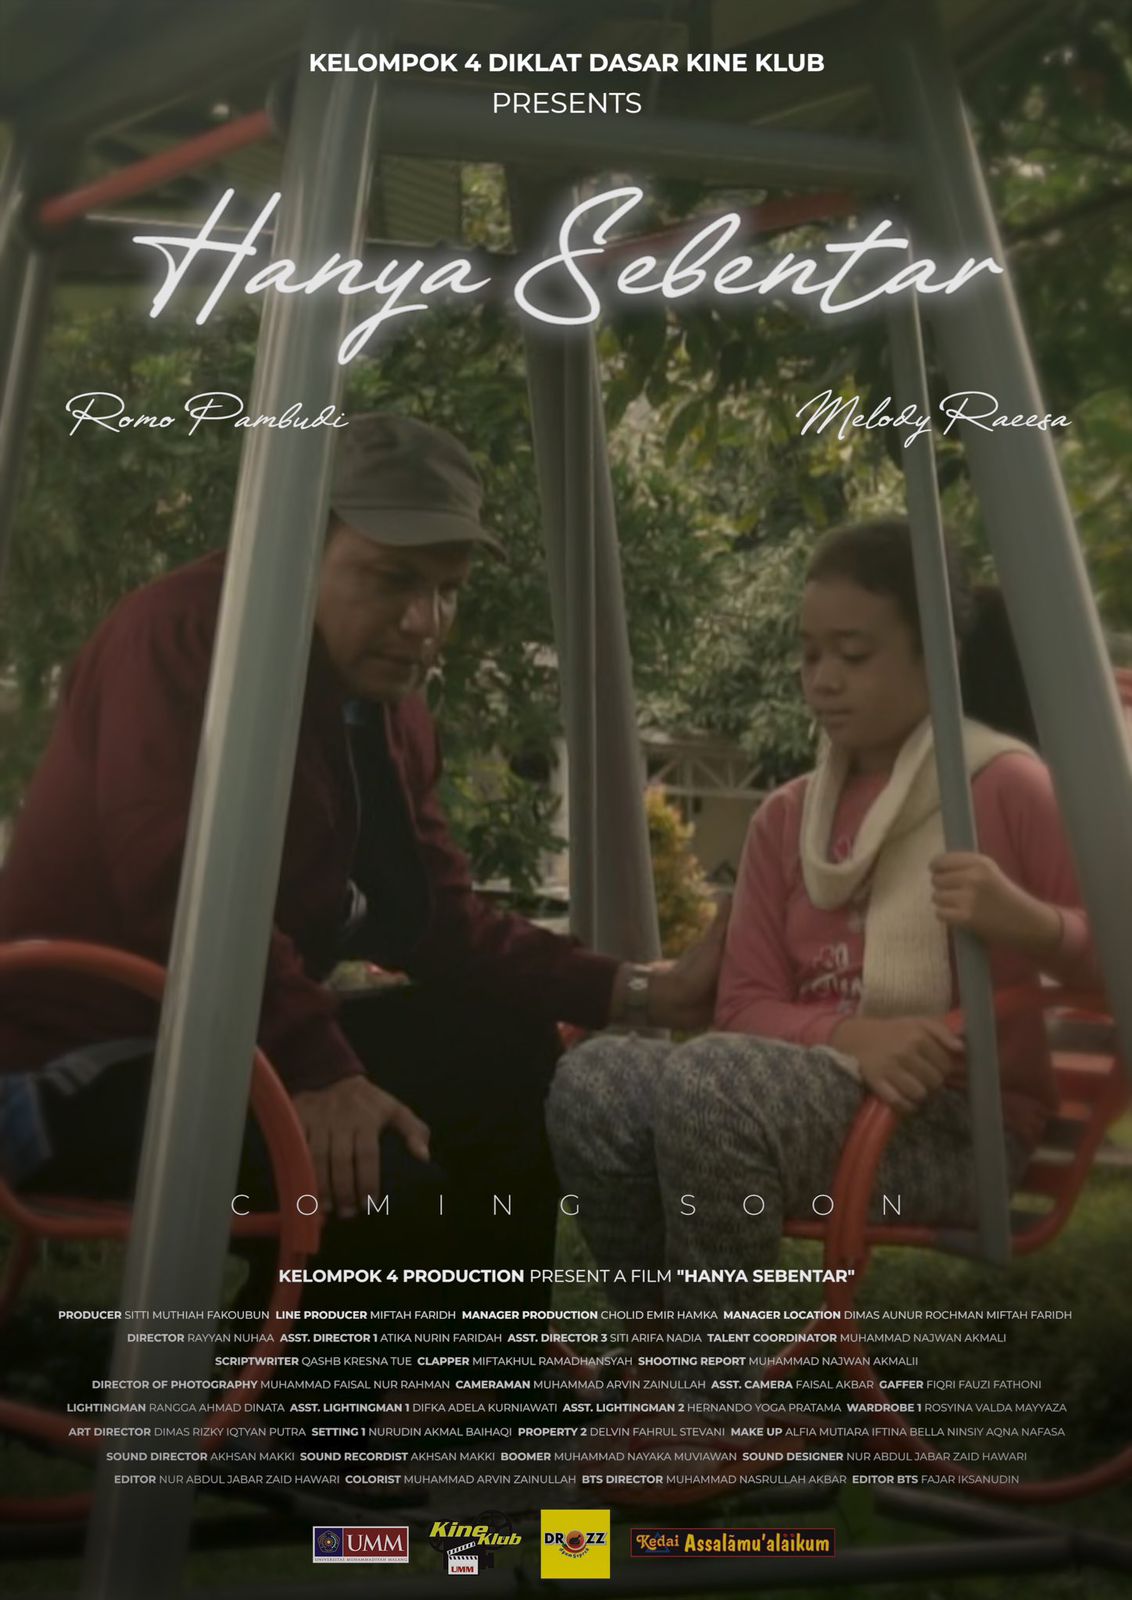 KELOMPOK 4 DIKLAT DASAR KINE KLUB
PRESENTS
Hanya Sebentar
Romo Pambudi
Melody Raeesa
COMING SOON
KELOMPOK 4 PRODUCTION PRESENT A FILM "HANYA SEBENTAR"
PRODUCER SITTI MUTHIAH FAKOUBUN LINE PRODUCER MIFTAH FARIDH MANAGER PRODUCTION CHOLID EMIR HAMKA MANAGER LOCATION DIMAS AUNUR ROCHMAN MIFTAH FARIDH
DIRECTOR RAYYAN NUHAA ASST. DIRECTOR 1 ATIKA NURIN FARIDAH ASST. DIRECTOR 3 SITI ARIFA NADIA TALENT COORDINATOR MUHAMMAD NAJWAN AKMALI
SCRIPTWRITER QASHB KRESNA TUE CLAPPER MIFTAKHUL RAMADHANSYAH SHOOTING REPORT MUHAMMAD NAJWAN AKMALII
DIRECTOR OF PHOTOGRAPHY MUHAMMAD FAISAL NUR RAHMAN CAMERAMAN MUHAMMAD ARVIN ZAINULLAH ASST. CAMERA FAISAL AKBAR GAFFER FIQRI FAUZI FATHONI
LIGHTINGMAN RANGGA AHMAD DINATA ASST. LIGHTINGMAN 1 DIFKA ADELA KURNIAWATI ASST. LIGHTINGMAN 2 HERNANDO YOGA PRATAMA WARDROBE 1 ROSYINA VALDA MAYYAZA
ART DIRECTOR DIMAS RIZKY IQTYAN PUTRA SETTING 1 NURUDIN AKMAL BAIHAQI PROPERTY 2 DELVIN FAHRUL STEVANI MAKE UP ALFIA MUTIARA IFTINA BELLA NINSIY AQNA NAFASA
SOUND DIRECTOR AKHSAN MAKKI SOUND RECORDIST AKHSAN MAKKI BOOMER MUHAMMAD NAYAKA MUVIAWAN SOUND DESIGNER NUR ABDUL JABAR ZAID HAWARI
EDITOR NUR ABDUL JABAR ZAID HAWARI COLORIST MUHAMMAD ARVIN ZAINULLAH BTS DIRECTOR MUHAMMAD NASRULLAH AKBAR EDITOR BTS FAJAR IKSANUDIN
UMM
UNIVERSITAS MUHAMMADIYAH MALANG
Kine Klub
UMM
DROZZ
Kedai Assalāmu'alāikum